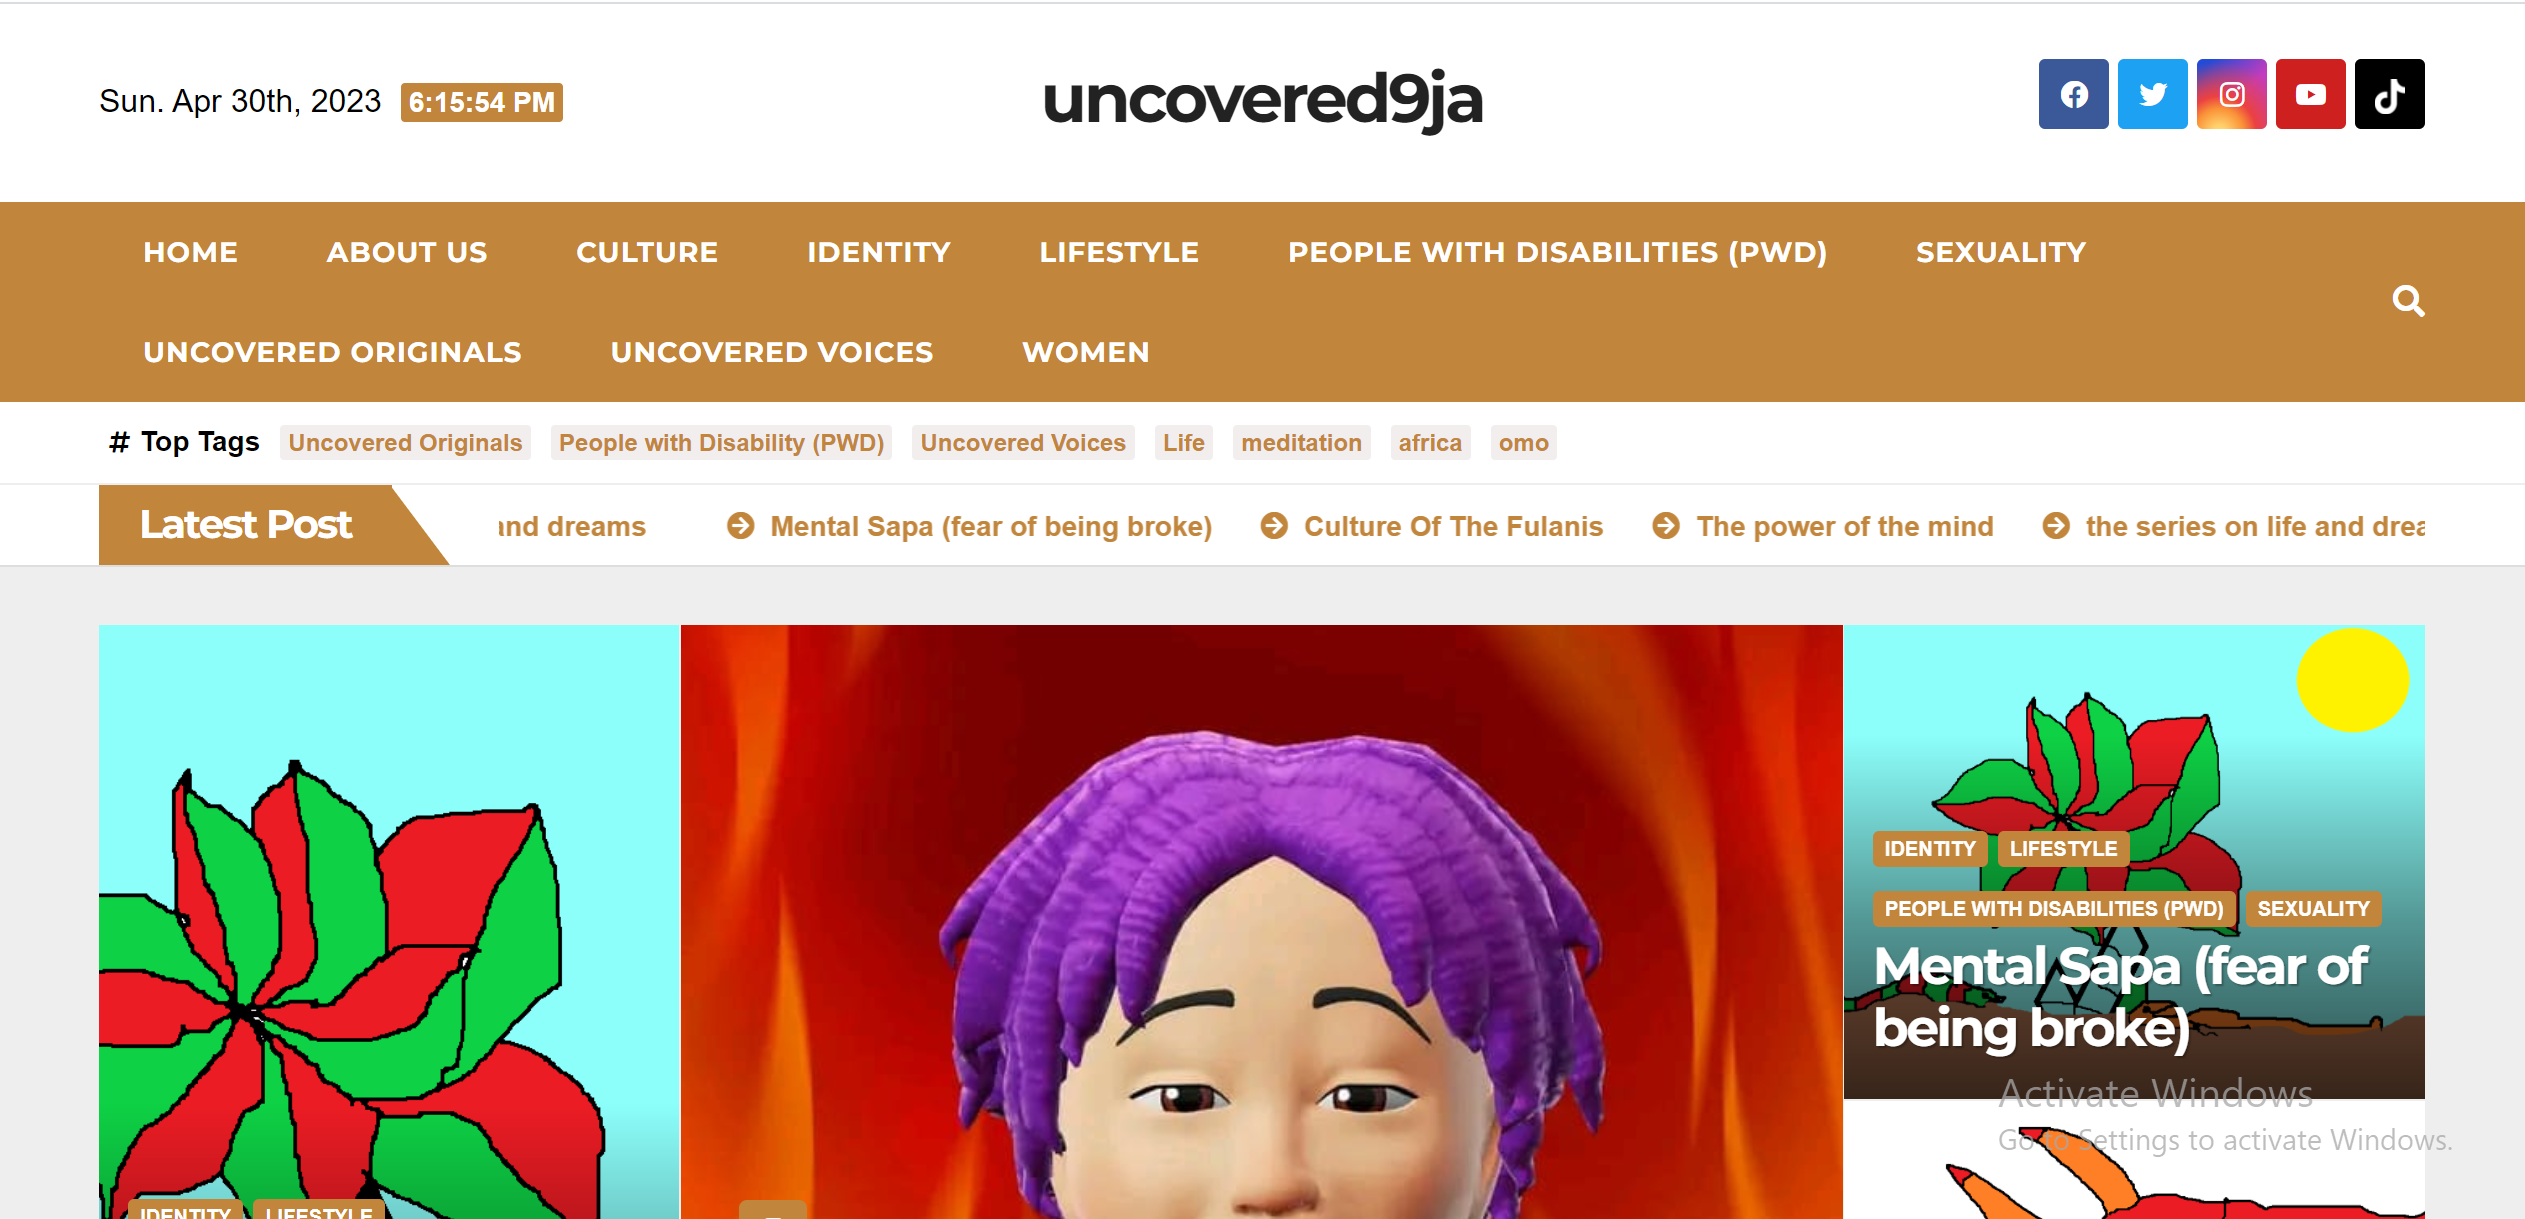 Sun. Apr 30th, 2023 6:15:54 PM
uncovered9ja
HOME ABOUT US CULTURE IDENTITY LIFESTYLE PEOPLE WITH DISABILITIES (PWD) SEXUALITY
UNCOVERED ORIGINALS UNCOVERED VOICES WOMEN
# Top Tags Uncovered Originals People with Disability (PWD) Uncovered Voices Life meditation africa omo
Latest Post and dreams Mental Sapa (fear of being broke) Culture Of The Fulanis The power of the mind the series on life and drea
IDENTITY LIFESTYLE
PEOPLE WITH DISABILITIES (PWD) SEXUALITY
Mental Sapa (fear of
being broke)
Activate Windows
Go to Settings to activate Windows.
IDENTITY LIFESTYLE